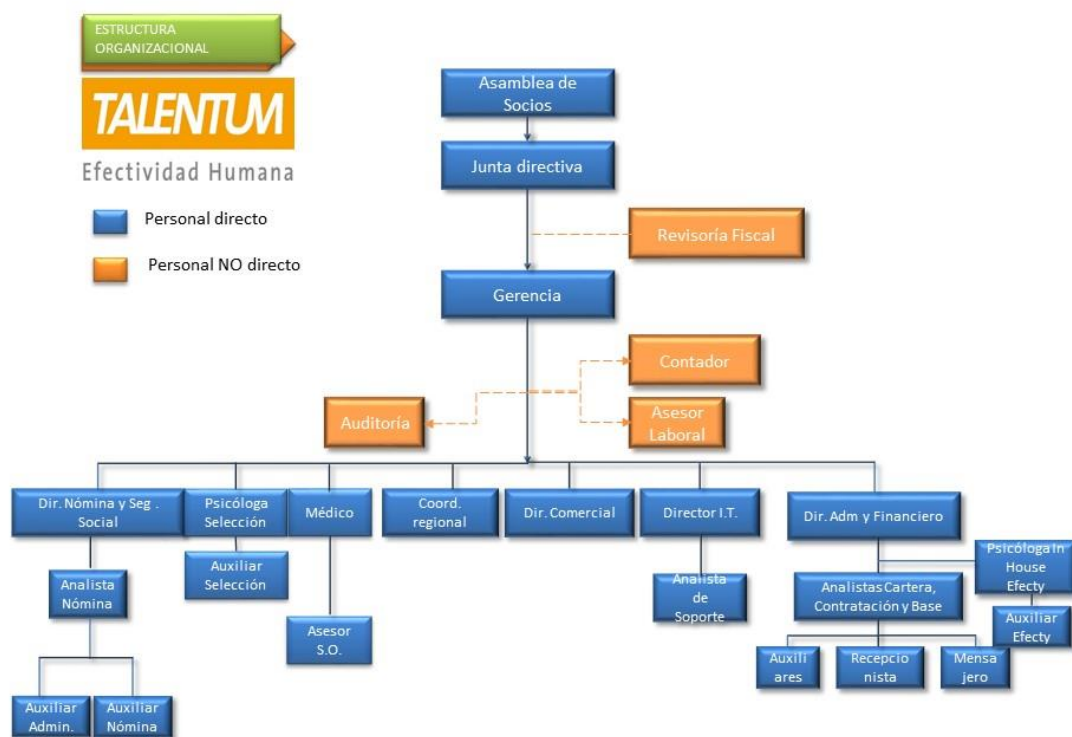 ESTRUCTURA
ORGANIZACIONAL
TALENTUM
Efectividad Humana
Personal directo
Personal NO directo
Asamblea de
Socios
Junta directiva
Revisoría Fiscal
Gerencia
Contador
Auditoría
Asesor
Laboral
Dir. Nómina y Seg .
Social
Psicóloga
Selección
Médico
Coord.
regional
Dir. Comercial
Director I.T.
Dir. Adm y Financiero
Analista
Nómina
Auxiliar
Selección
Asesor
S.O.
Analista
de
Soporte
Analistas Cartera,
Contratación y Base
Psicóloga In
House
Efecty
Auxiliar
Efecty
Auxiliar
Admin.
Auxiliar
Nómina
Auxili
ares
Recepcio
nista
Mensa
jero